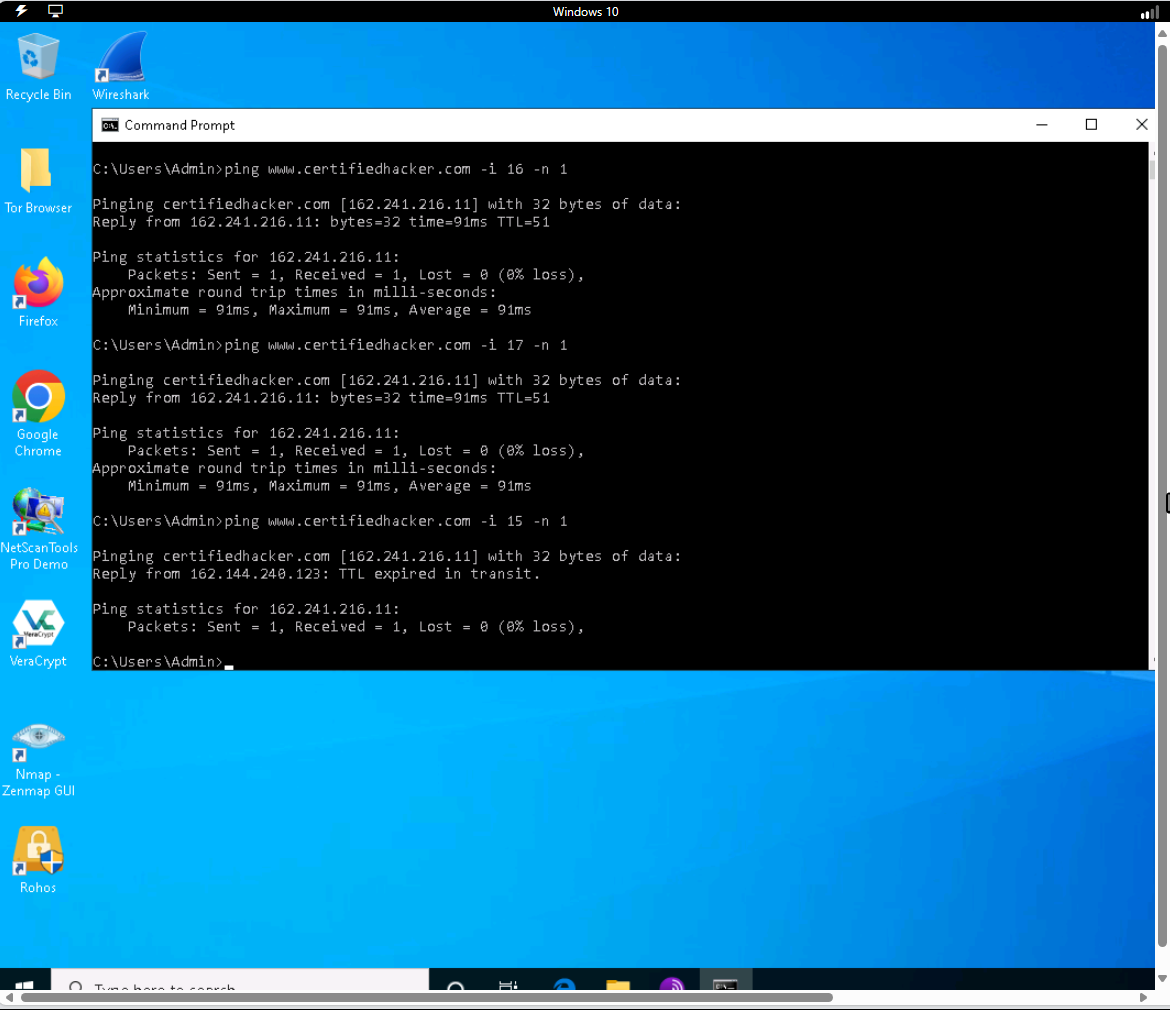 Windows 10
Recycle Bin
Wireshark
Command Prompt
C:\Users\Admin>ping www.certifiedhacker.com -i 16 -n 1
Pinging certifiedhacker.com [162.241.216.11] with 32 bytes of data:
Reply from 162.241.216.11: bytes=32 time=91ms TTL=51
Ping statistics for 162.241.216.11:
    Packets: Sent = 1, Received = 1, Lost = 0 (0% loss),
Approximate round trip times in milli-seconds:
    Minimum = 91ms, Maximum = 91ms, Average = 91ms
C:\Users\Admin>ping www.certifiedhacker.com -i 17 -n 1
Pinging certifiedhacker.com [162.241.216.11] with 32 bytes of data:
Reply from 162.241.216.11: bytes=32 time=91ms TTL=51
Ping statistics for 162.241.216.11:
    Packets: Sent = 1, Received = 1, Lost = 0 (0% loss),
Approximate round trip times in milli-seconds:
    Minimum = 91ms, Maximum = 91ms, Average = 91ms
C:\Users\Admin>ping www.certifiedhacker.com -i 15 -n 1
Pinging certifiedhacker.com [162.241.216.11] with 32 bytes of data:
Reply from 162.144.240.123: TTL expired in transit.
Ping statistics for 162.241.216.11:
    Packets: Sent = 1, Received = 1, Lost = 0 (0% loss),
C:\Users\Admin>
Tor Browser
Firefox
Google
Chrome
NetScanTools
Pro Demo
VeraCrypt
VeraCrypt
Nmap -
Zenmap GUI
Rohos
Type here to search